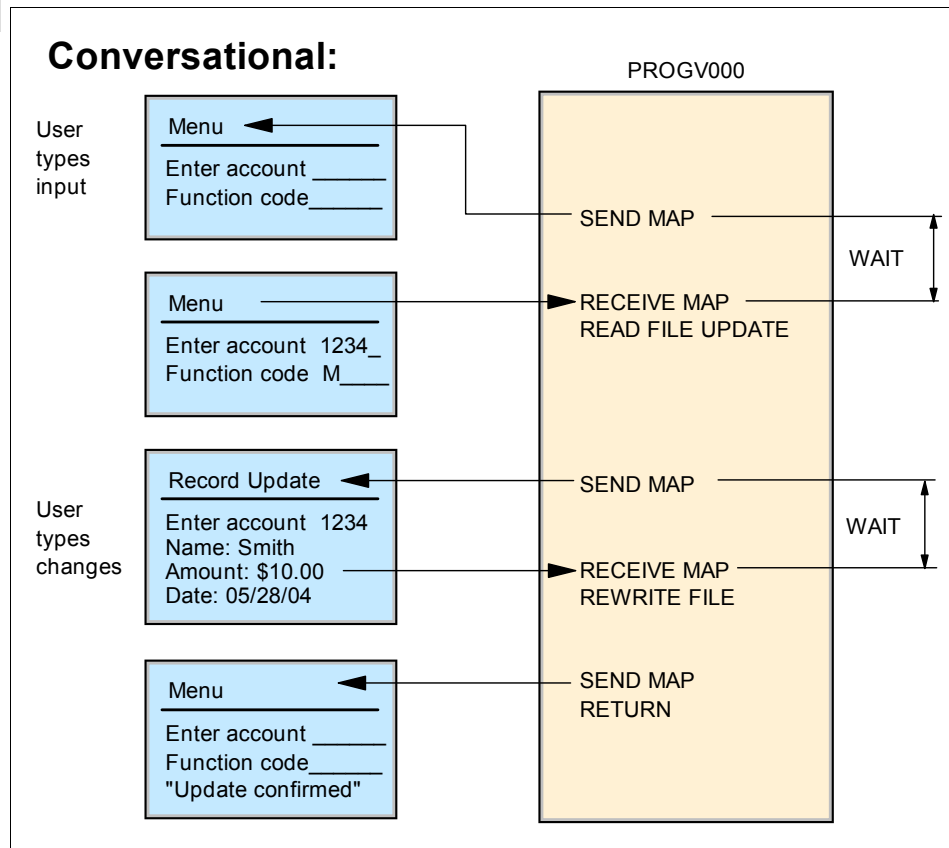 Conversational:
PROGV000
User
types
input
Menu
Enter account ______
Function code______
SEND MAP
WAIT
Menu
Enter account 1234_
Function code M____
RECEIVE MAP
READ FILE UPDATE
User
types
changes
Record Update
Enter account 1234
Name: Smith
Amount: $10.00
Date: 05/28/04
SEND MAP
WAIT
RECEIVE MAP
REWRITE FILE
Menu
Enter account ______
Function code______
"Update confirmed"
SEND MAP
RETURN